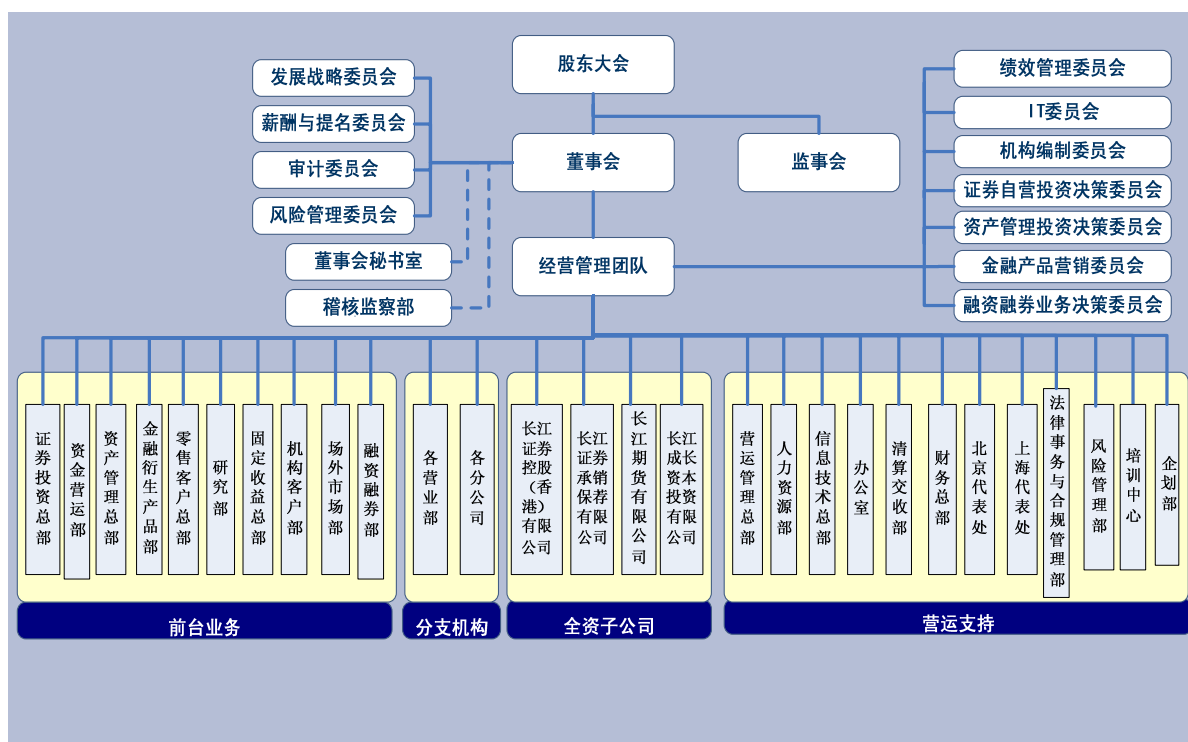 股东大会
董事会
监事会
经营管理团队
发展战略委员会
薪酬与提名委员会
审计委员会
风险管理委员会
董事会秘书室
稽核监察部
绩效管理委员会
IT委员会
机构编制委员会
证券自营投资决策委员会
资产管理投资决策委员会
金融产品营销委员会
融资融券业务决策委员会
证券投资总部
资金营运部
资产管理总部
金融衍生产品部
零售客户总部
研究部
固定收益总部
机构客户部
场外市场部
融资融券部
各营业部
各分公司
长江
证券
控股
（香
港）
有限
公司
长江
证券
承销
保荐
有限
公司
长江期货有限公司
长江
成长
资本
投资
有限
公司
营运管理总部
人力资源部
信息技术总部
办公室
清算交收部
财务总部
北京代表处
上海代表处
法律事务与合规管理部
风险管理部
培训中心
企划部
前台业务
分支机构
全资子公司
营运支持